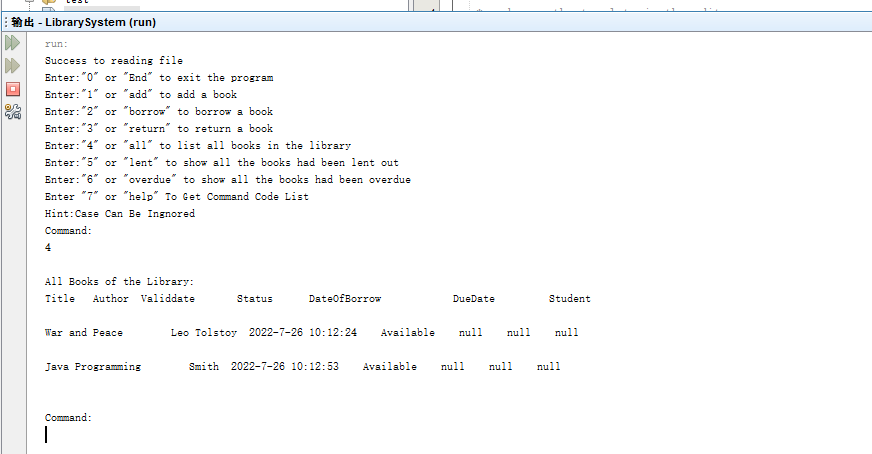 test
输出 - LibrarySystem (run)
run:
Success to reading file
Enter:"0" or "End" to exit the program
Enter:"1" or "add" to add a book
Enter:"2" or "borrow" to borrow a book
Enter:"3" or "return" to return a book
Enter:"4" or "all" to list all books in the library
Enter:"5" or "lent" to show all the books had been lent out
Enter:"6" or "overdue" to show all the books had been overdue
Enter "7" or "help" To Get Command Code List
Hint:Case Can Be Ingnored
Command:
4
All Books of the Library:
Title Author Validdate Status DateOfBorrow DueDate Student
War and Peace Leo Tolstoy 2022-7-26 10:12:24 Available null null null
Java Programming Smith 2022-7-26 10:12:53 Available null null null
Command: